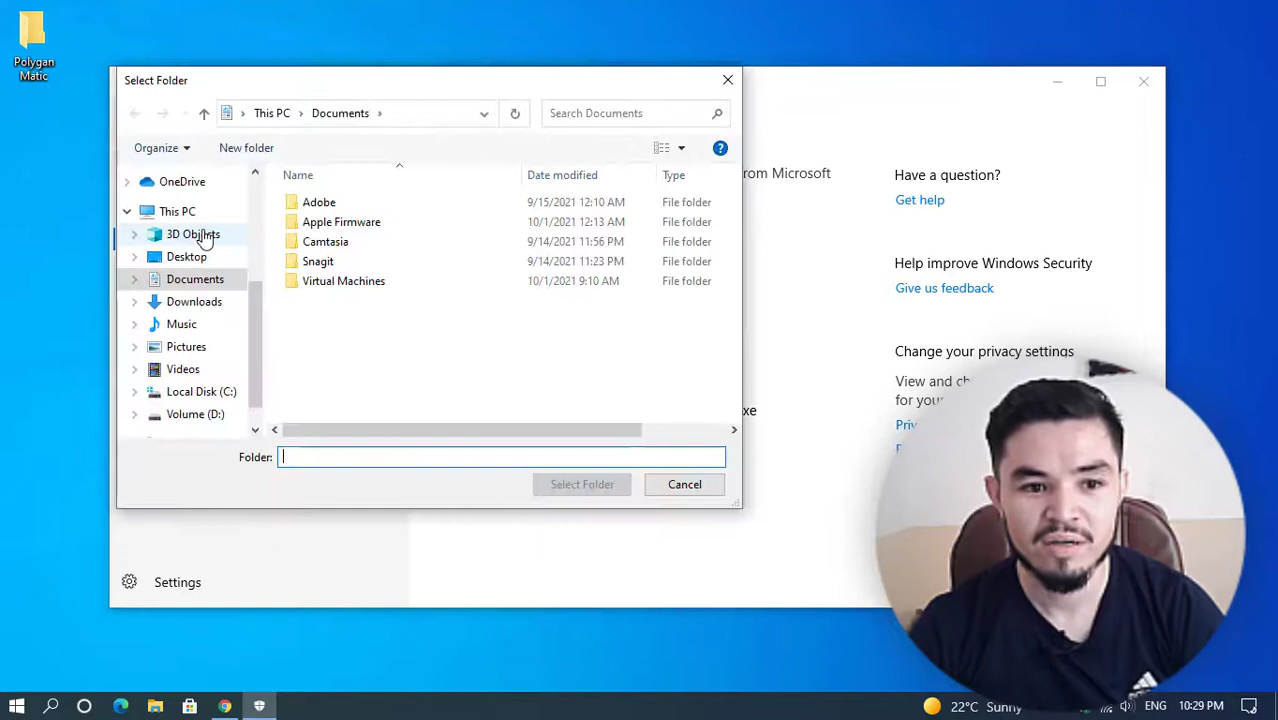 Polygan
Matic
Select Folder
This PC
Documents
Search Documents
Organize
New folder
OneDrive
This PC
3D Objects
Desktop
Documents
Downloads
Music
Pictures
Videos
Local Disk (C:)
Volume (D:)
Name Date modified Type
Adobe 9/15/2021 12:10 AM File folder
Apple Firmware 10/1/2021 12:13 AM File folder
Camtasia 9/14/2021 11:56 PM File folder
Snagit 9/14/2021 11:23 PM File folder
Virtual Machines 10/1/2021 9:10 AM File folder
Folder:
Select Folder
Cancel
rom Microsoft
xe
Have a question?
Get help
Help improve Windows Security
Give us feedback
Change your privacy settings
View and ch
for your
Priv
Settings
22°C Sunny
ENG
10:29 PM